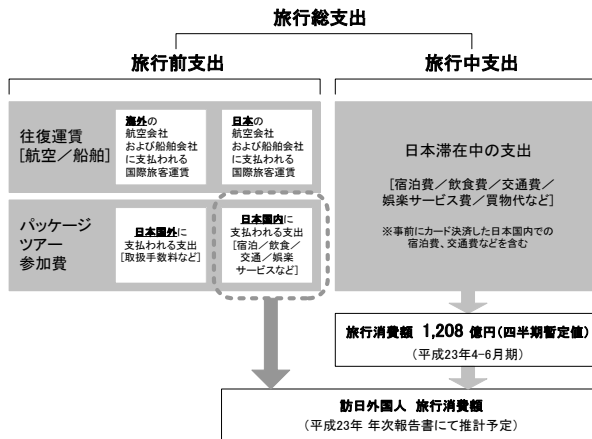 旅行総支出
旅行前支出
旅行中支出
往復運賃
[航空／船舶]
海外の
航空会社
および船舶会社
に支払われる
国際旅客運賃
日本の
航空会社
および船舶会社
に支払われる
国際旅客運賃
日本滞在中の支出
[宿泊費／飲食費／交通費／
娯楽サービス費／買物代など]
※事前にカード決済した日本国内での
宿泊費、交通費などを含む
パッケージ
ツアー
参加費
日本国外に
支払われる支出
[取扱手数料など]
日本国内に
支払われる支出
[宿泊／飲食／
交通／娯楽
サービスなど]
旅行消費額 1,208 億円(四半期暫定値)
(平成23年4-6月期)
訪日外国人 旅行消費額
(平成23年 年次報告書にて推計予定)